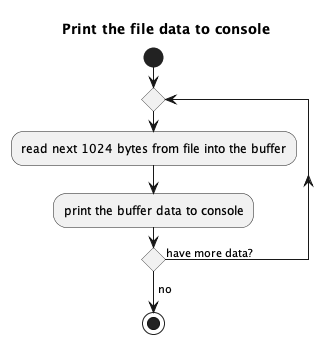 Print the file data to console
read next 1024 bytes from file into the buffer
print the buffer data to console
have more data?
no